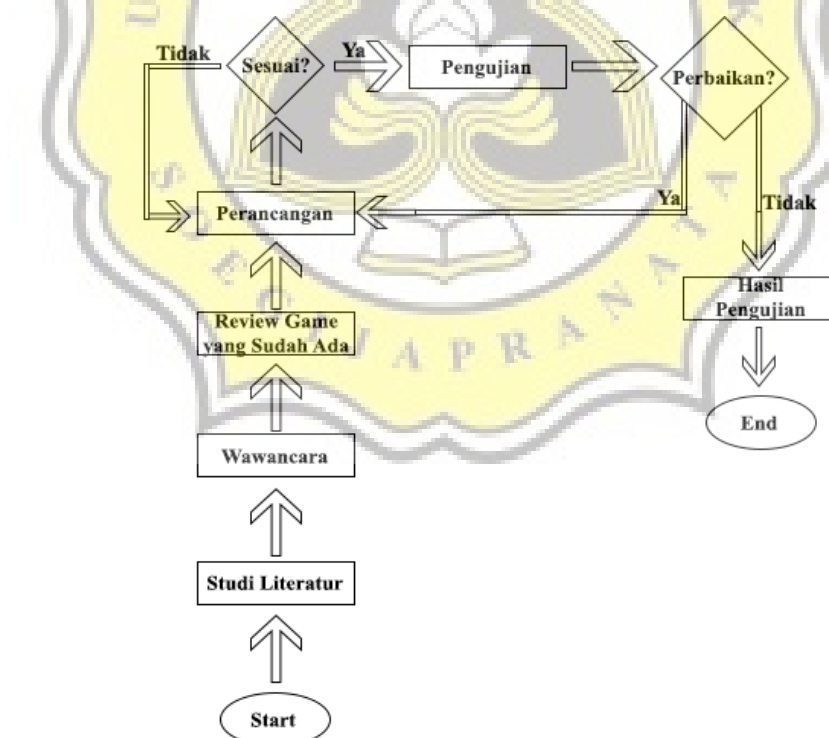 Tidak
Sesuai?
Ya
Pengujian
Perbaikan?
Perancangan
Ya
Tidak
Hasil
Pengujian
Review Game
yang Sudah Ada
End
Wawancara
Studi Literatur
Start